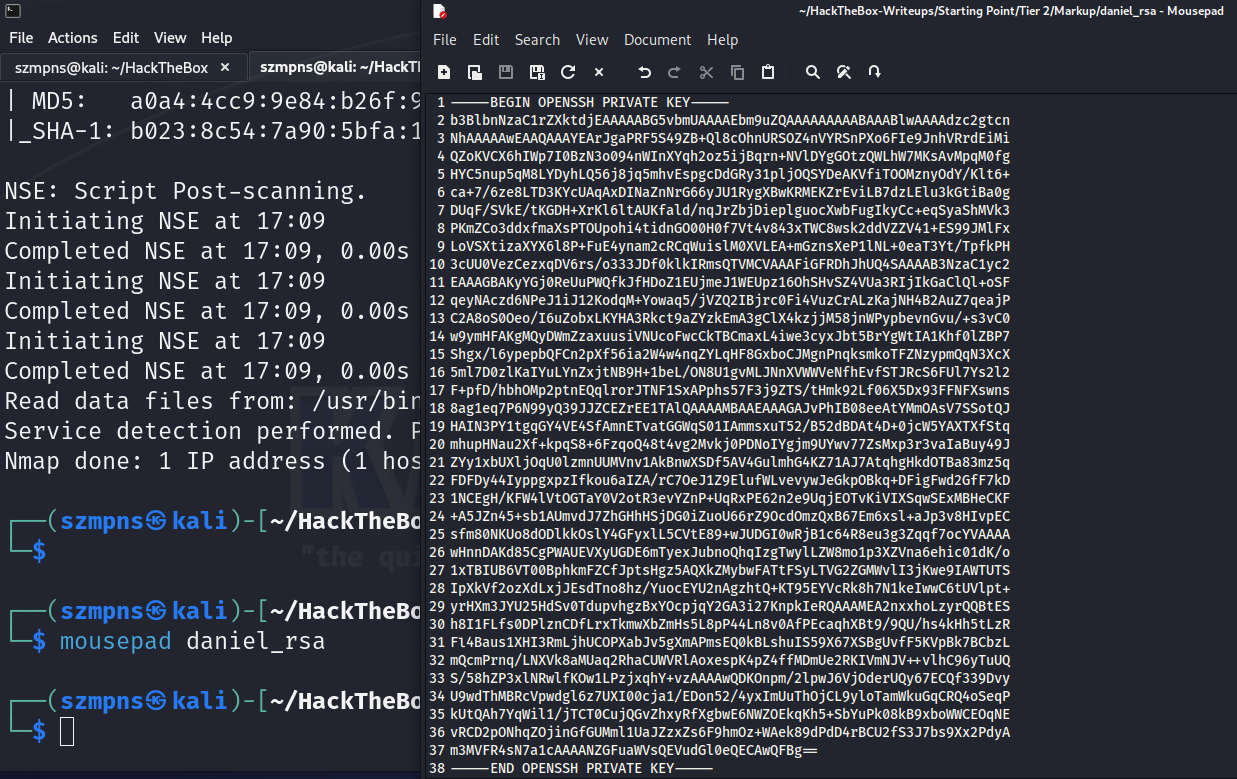 ~/HackTheBox-Writeups/Starting Point/Tier 2/Markup/daniel_rsa - Mousepad
File Actions Edit View Help
szmpns@kali: ~/HackTheBox ×
szmpns@kali: ~/HackTl
| MD5: a0a4:4cc9:9e84:b26f:9
|_SHA-1: b023:8c54:7a90:5bfa:1
NSE: Script Post-scanning.
Initiating NSE at 17:09
Completed NSE at 17:09, 0.00s
Initiating NSE at 17:09
Completed NSE at 17:09, 0.00s
Initiating NSE at 17:09
Completed NSE at 17:09, 0.00s
Read data files from: /usr/bin
Service detection performed. P
Nmap done: 1 IP address (1 hos
"the qui
┌──(szmpns㉿kali)-[~/HackTheBo
└─$
┌──(szmpns㉿kali)-[~/HackTheBo
└─$ mousepad daniel_rsa
┌──(szmpns㉿kali)-[~/HackTheBo
└─$
File Edit Search View Document Help
1 -----BEGIN OPENSSH PRIVATE KEY-----
2 b3BlbnNzaC1rZXktdjEAAAAABG5vbmUAAAAEbm9uZQAAAAAAAAABAAABlwAAAAdzc2gtcn
3 NhAAAAAwEAAQAAAYEArJgaPRF5S49ZB+Ql8cOhnURSOZ4nVYRSnPXo6FIe9JnhVRrdEiMi
4 QZoKVCX6hIWp7I0BzN3o094nWInXYqh2oz5ijBqrn+NVlDYgGOtzQWLhW7MKsAvMpqM0fg
5 HYC5nup5qM8LYDyhLQ56j8jq5mhvEspgcDdGRy31pljOQSYDeAKVfiTOOMznyOdY/Klt6+
6 ca+7/6ze8LTD3KYcUAqAxDINaZnNrG66yJU1RygXBwKRMEKZrEviLB7dzLElu3kGtiBa0g
7 DUqF/SVkE/tKGDH+XrKl6ltAUKfald/nqJrZbjDieplguocXwbFugIkyCc+eqSyaShMVk3
8 PKmZCo3ddxfmaXsPTOUpohi4tidnGO00H0f7Vt4v843xTWC8wsk2ddVZZV41+ES99JMlFx
9 LoVSXtizaXYX6l8P+FuE4ynam2cRCqWuislM0XVLEA+mGznsXeP1lNL+0eaT3Yt/TpfkPH
10 3cUU0VezCezxqDV6rs/o333JDf0klkIRmsQTVMCVAAAFiGFRDhJhUQ4SAAAAB3NzaC1yc2
11 EAAAGBAKyYGj0ReUuPWQfkJfHDoZ1EUjmeJ1WEUpz16OhSHvSZ4VUa3RIjIkGaClQl+oSF
12 qeyNAczd6NPeJ1iJ12KodqM+Yowaq5/jVZQ2IBjrc0Fi4VuzCrALzKajNH4B2AuZ7qeajP
13 C2A8oS0Oeo/I6uZobxLKYHA3Rkct9aZYzkEmA3gClX4kzjjM58jnWPypbevnGvu/+s3vC0
14 w9ymHFAKgMQyDWmZzaxuusiVNUcoFwcCkTBCmaxL4iwe3cyxJbt5BrYgWtIA1Khf0lZBP7
15 Shgx/l6ypepbQFCn2pXf56ia2W4w4nqZYLqHF8GxboCJMgnPnqksmkoTFZNzypmQqN3XcX
16 5ml7D0zlKaIYuLYnZxjtNB9H+1beL/ON8U1gvMLJNnXVWWVeNfhEvfSTJRcS6FUl7Ys2l2
17 F+pfD/hbhOMp2ptnEQqlrorJTNF1SxAPphs57F3j9ZTS/tHmk92Lf06X5Dx93FFNFXswns
18 8ag1eq7P6N99yQ39JJZCEZrEE1TAlQAAAAMBAAEAAAGAJvPhIB08eeAtYMmOAsV7SSotQJ
19 HAIN3PY1tgqGY4VE4SfAmnETvatGGWqS01IAmmsxuT52/B52dBDAt4D+0jcW5YAXTXfStq
20 mhupHNau2Xf+kpqS8+6FzqoQ48t4vg2Mvkj0PDNoIYgjm9UYwv77ZsMxp3r3vaIaBuy49J
21 ZYy1xbUXljOqU0lzmnUUMVnv1AkBnwXSDf5AV4GulmhG4KZ71AJ7AtqhgHkdOTBa83mz5q
22 FDFDy44IyppgxpzIfkou6aIZA/rC7OeJ1Z9ElufWLvevywJeGkpOBkq+DFigFwd2GfF7kD
23 1NCEgH/KFW4lVtOGTaY0V2otR3evYZnP+UqRxPE62n2e9UqjEOTvKiVIXSqwSExMBHeCKF
24 +A5JZn45+sb1AUmvdJ7ZhGHhHSjDG0iZuoU66rZ9OcdOmzQxB67Em6xsl+aJp3v8HIvpEC
25 sfm80NKUo8dODlkkOslY4GFyxlL5CVtE89+wJUDGI0wRjB1c64R8eu3g3Zqqf7ocYVAAAA
26 wHnnDAKd85CgPWAUEVXyUGDE6mTyexJubnoQhqIzgTwylLZW8mo1p3XZVna6ehic01dK/o
27 1xTBIUB6VT00BphkmFZCfJptsHgz5AQXkZMybwFATtFSyLTVG2ZGMWvlI3jKwe9IAWTUTS
28 IpXkVf2ozXdLxjJEsdTno8hz/YuocEYU2nAgzhtQ+KT95EYVcRk8h7N1keIwwC6tUVlpt+
29 yrHXm3JYU25HdSv0TdupvhgzBxYOcpjqY2GA3i27KnpkIeRQAAAMEA2nxxhoLzyrQQBtES
30 h8I1FLfs0DPlznCDfLrxTkmwXbZmHs5L8pP44Ln8v0AfPEcaqhXBt9/9QU/hs4kHh5tLzR
31 Fl4Baus1XHI3RmLjhUCOPXabJv5gXmAPmsEQ0kBLshuIS59X67XSBgUvfF5KVpBk7BCbzL
32 mQcmPrnq/LNXVk8aMUaq2RhaCUWVRlAoxespK4pZ4ffMDmUe2RKIVmNJV++vlhC96yTuUQ
33 S/58hZP3xlNRwlfKOw1LPzjxqhY+vzAAAAwQDKOnpm/2lpwJ6VjOderUQy67ECQf339Dvy
34 U9wdThMBRcVpwdgl6z7UXI00cja1/EDon52/4yxImUuThOjCL9yloTamWkuGqCRQ4oSeqP
35 kUtQAh7YqWil1/jTCT0CujQGvZhxyRfXgbwE6NWZOEkqKh5+SbYuPk08kB9xboWWCEOqNE
36 vRCD2pONhqZOjinGfGUMml1UaJZzxZs6F9hmOz+WAek89dPdD4rBCU2fS3J7bs9Xx2PdyA
37 m3MVFR4sN7a1cAAAANZGFuaWVsQEVudGl0eQECAwQFBg==
38 -----END OPENSSH PRIVATE KEY-----